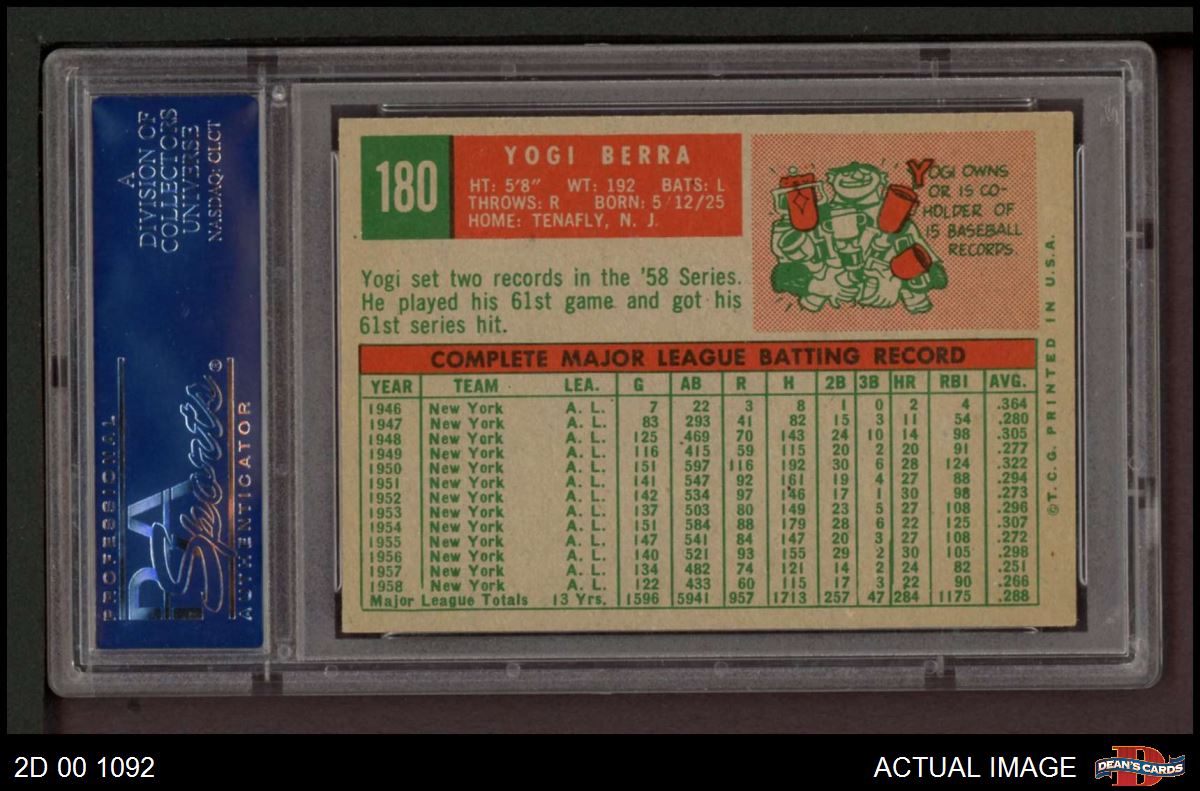 A
DIVISION OF
COLLECTORS
UNIVERSE
NASDAQ: CLCT
PROFESSIONAL
PSA
Sports®
AUTHENTICATOR
180
YOGI BERRA
HT: 5'8" WT: 192 BATS: L
THROWS: R BORN: 5/12/25
HOME: TENAFLY, N. J.
YOGI OWNS
OR IS CO-
HOLDER OF
15 BASEBALL
RECORDS.
Yogi set two records in the '58 Series.
He played his 61st game and got his
61st series hit.
COMPLETE MAJOR LEAGUE BATTING RECORD
YEAR TEAM LEA. G AB R H 2B 3B HR RBI AVG.
1946 New York A. L. 7 22 3 8 1 0 2 4 .364
1947 New York A. L. 83 293 41 82 15 3 11 54 .280
1948 New York A. L. 125 469 70 143 24 10 14 98 .305
1949 New York A. L. 116 415 59 115 20 2 20 91 .277
1950 New York A. L. 151 597 116 192 30 6 28 124 .322
1951 New York A. L. 141 547 92 161 19 4 27 88 .294
1952 New York A. L. 142 534 97 146 17 1 30 98 .273
1953 New York A. L. 137 503 80 149 23 5 27 108 .296
1954 New York A. L. 151 584 88 179 28 6 22 125 .307
1955 New York A. L. 147 541 84 147 20 3 27 108 .272
1956 New York A. L. 140 521 93 155 29 2 30 105 .298
1957 New York A. L. 134 482 74 121 14 2 24 82 .251
1958 New York A. L. 122 433 60 115 17 3 22 90 .266
Major League Totals 13 Yrs. 1596 5941 957 1713 257 47 284 1175 .288
©T. C. G. PRINTED IN U.S.A.
2D 00 1092
ACTUAL IMAGE
DEAN'S CARDS